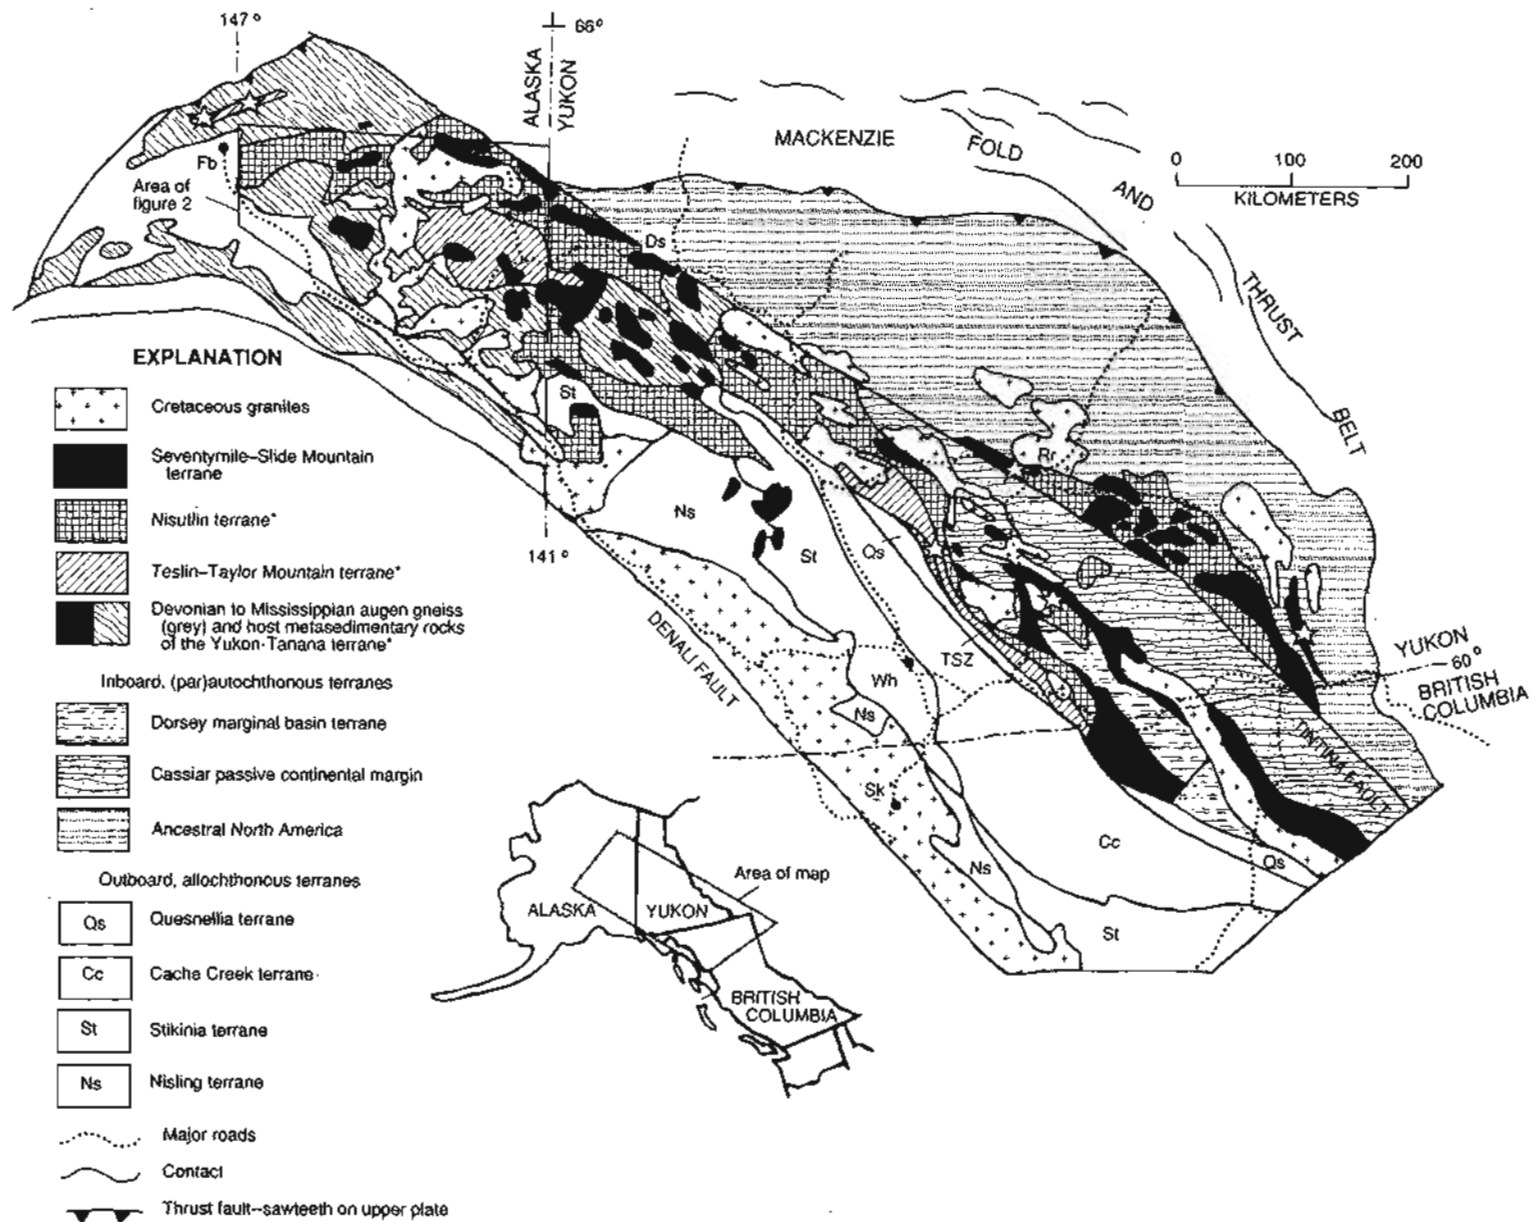 147°
66°
ALASKA
YUKON
MACKENZIE
FOLD
AND
THRUST
BELT
0 100 200
KILOMETERS
Fb
Area of
figure 2
Ds
St
Rr
Ns
St
Qs
141°
DENALI FAULT
TSZ
Wh
Ns
YUKON
60°
BRITISH
COLUMBIA
TINTINA FAULT
Sk
Cc
Ns
Qs
St
EXPLANATION
Cretaceous granites
Seventymile–Slide Mountain
terrane
Nisutlin terrane*
Teslin–Taylor Mountain terrane*
Devonian to Mississippian augen gneiss
(grey) and host metasedimentary rocks
of the Yukon-Tanana terrane*
Inboard, (par)autochthonous terranes
Dorsey marginal basin terrane
Cassiar passive continental margin
Ancestral North America
Outboard, allochthonous terranes
Qs Quesnellia terrane
Cc Cache Creek terrane
St Stikinia terrane
Ns Nisling terrane
Major roads
Contact
Thrust fault--sawteeth on upper plate
Area of map
ALASKA
YUKON
BRITISH
COLUMBIA